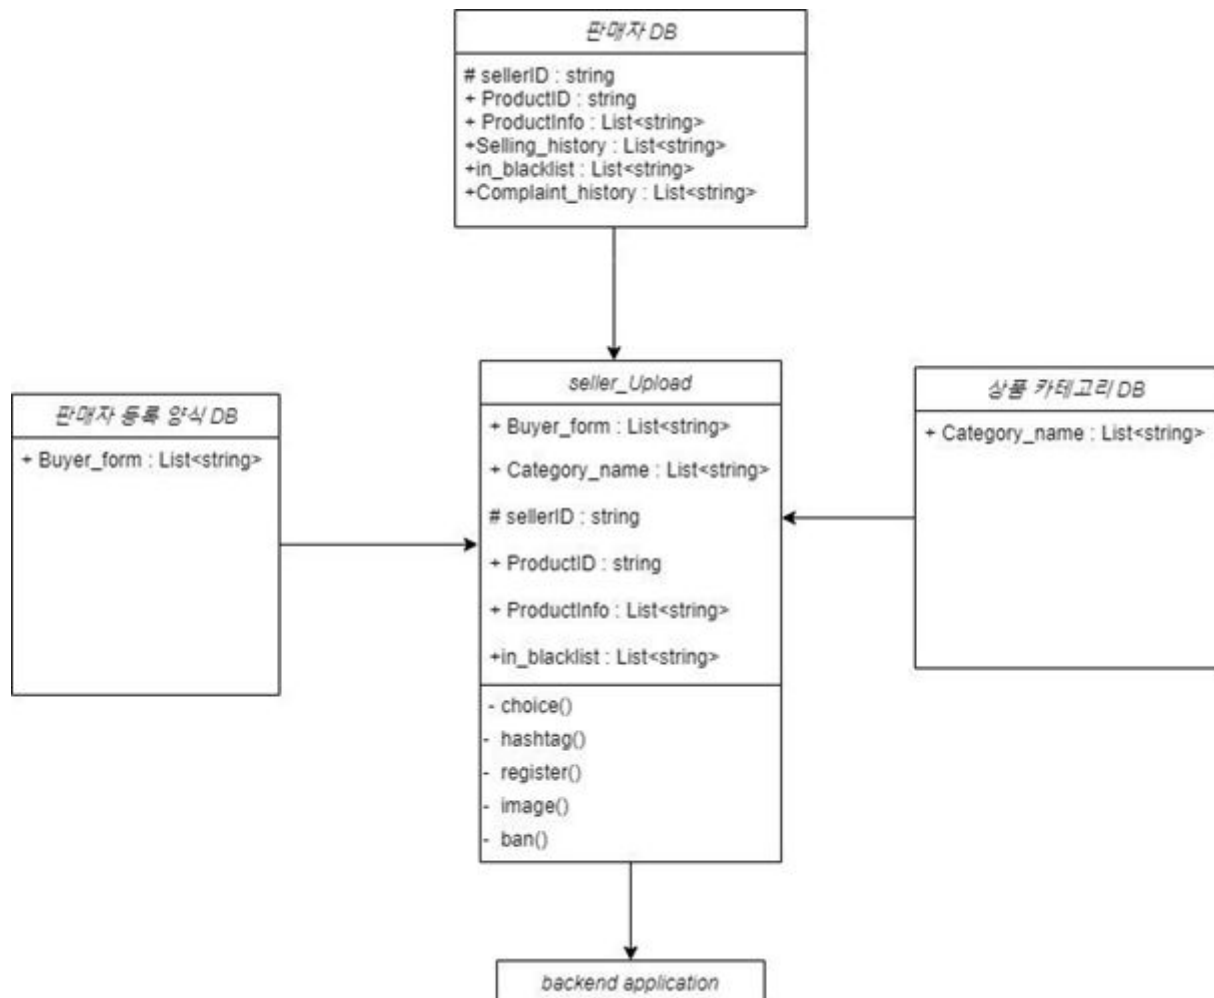 판매자 DB
# sellerID : string
+ ProductID : string
+ ProductInfo : List<string>
+Selling_history : List<string>
+in_blacklist : List<string>
+Complaint_history : List<string>
판매자 등록 양식 DB
+ Buyer_form : List<string>
seller_Upload
+ Buyer_form : List<string>
+ Category_name : List<string>
# sellerID : string
+ ProductID : string
+ ProductInfo : List<string>
+in_blacklist : List<string>
- choice()
- hashtag()
- register()
- image()
- ban()
상품 카테고리 DB
+ Category_name : List<string>
backend application